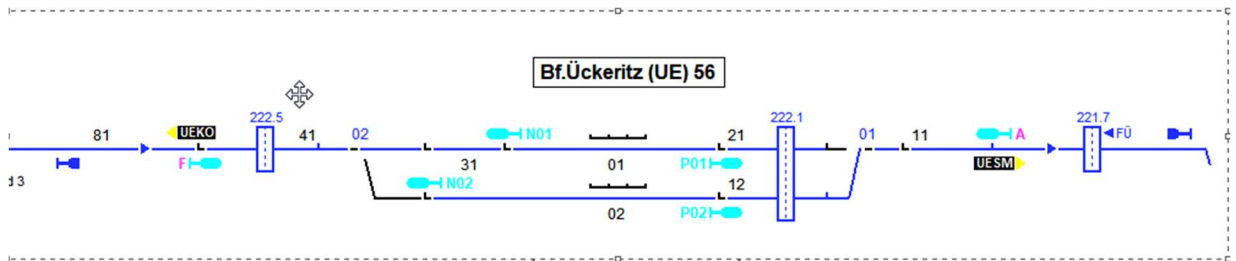 Bf.Ückeritz (UE) 56
222.5
222.1
221.7
81
UEKO
41
02
N01
21
01
11
A
FÜ
F
31
01
P01
UESM
d 3
N02
12
02
P02